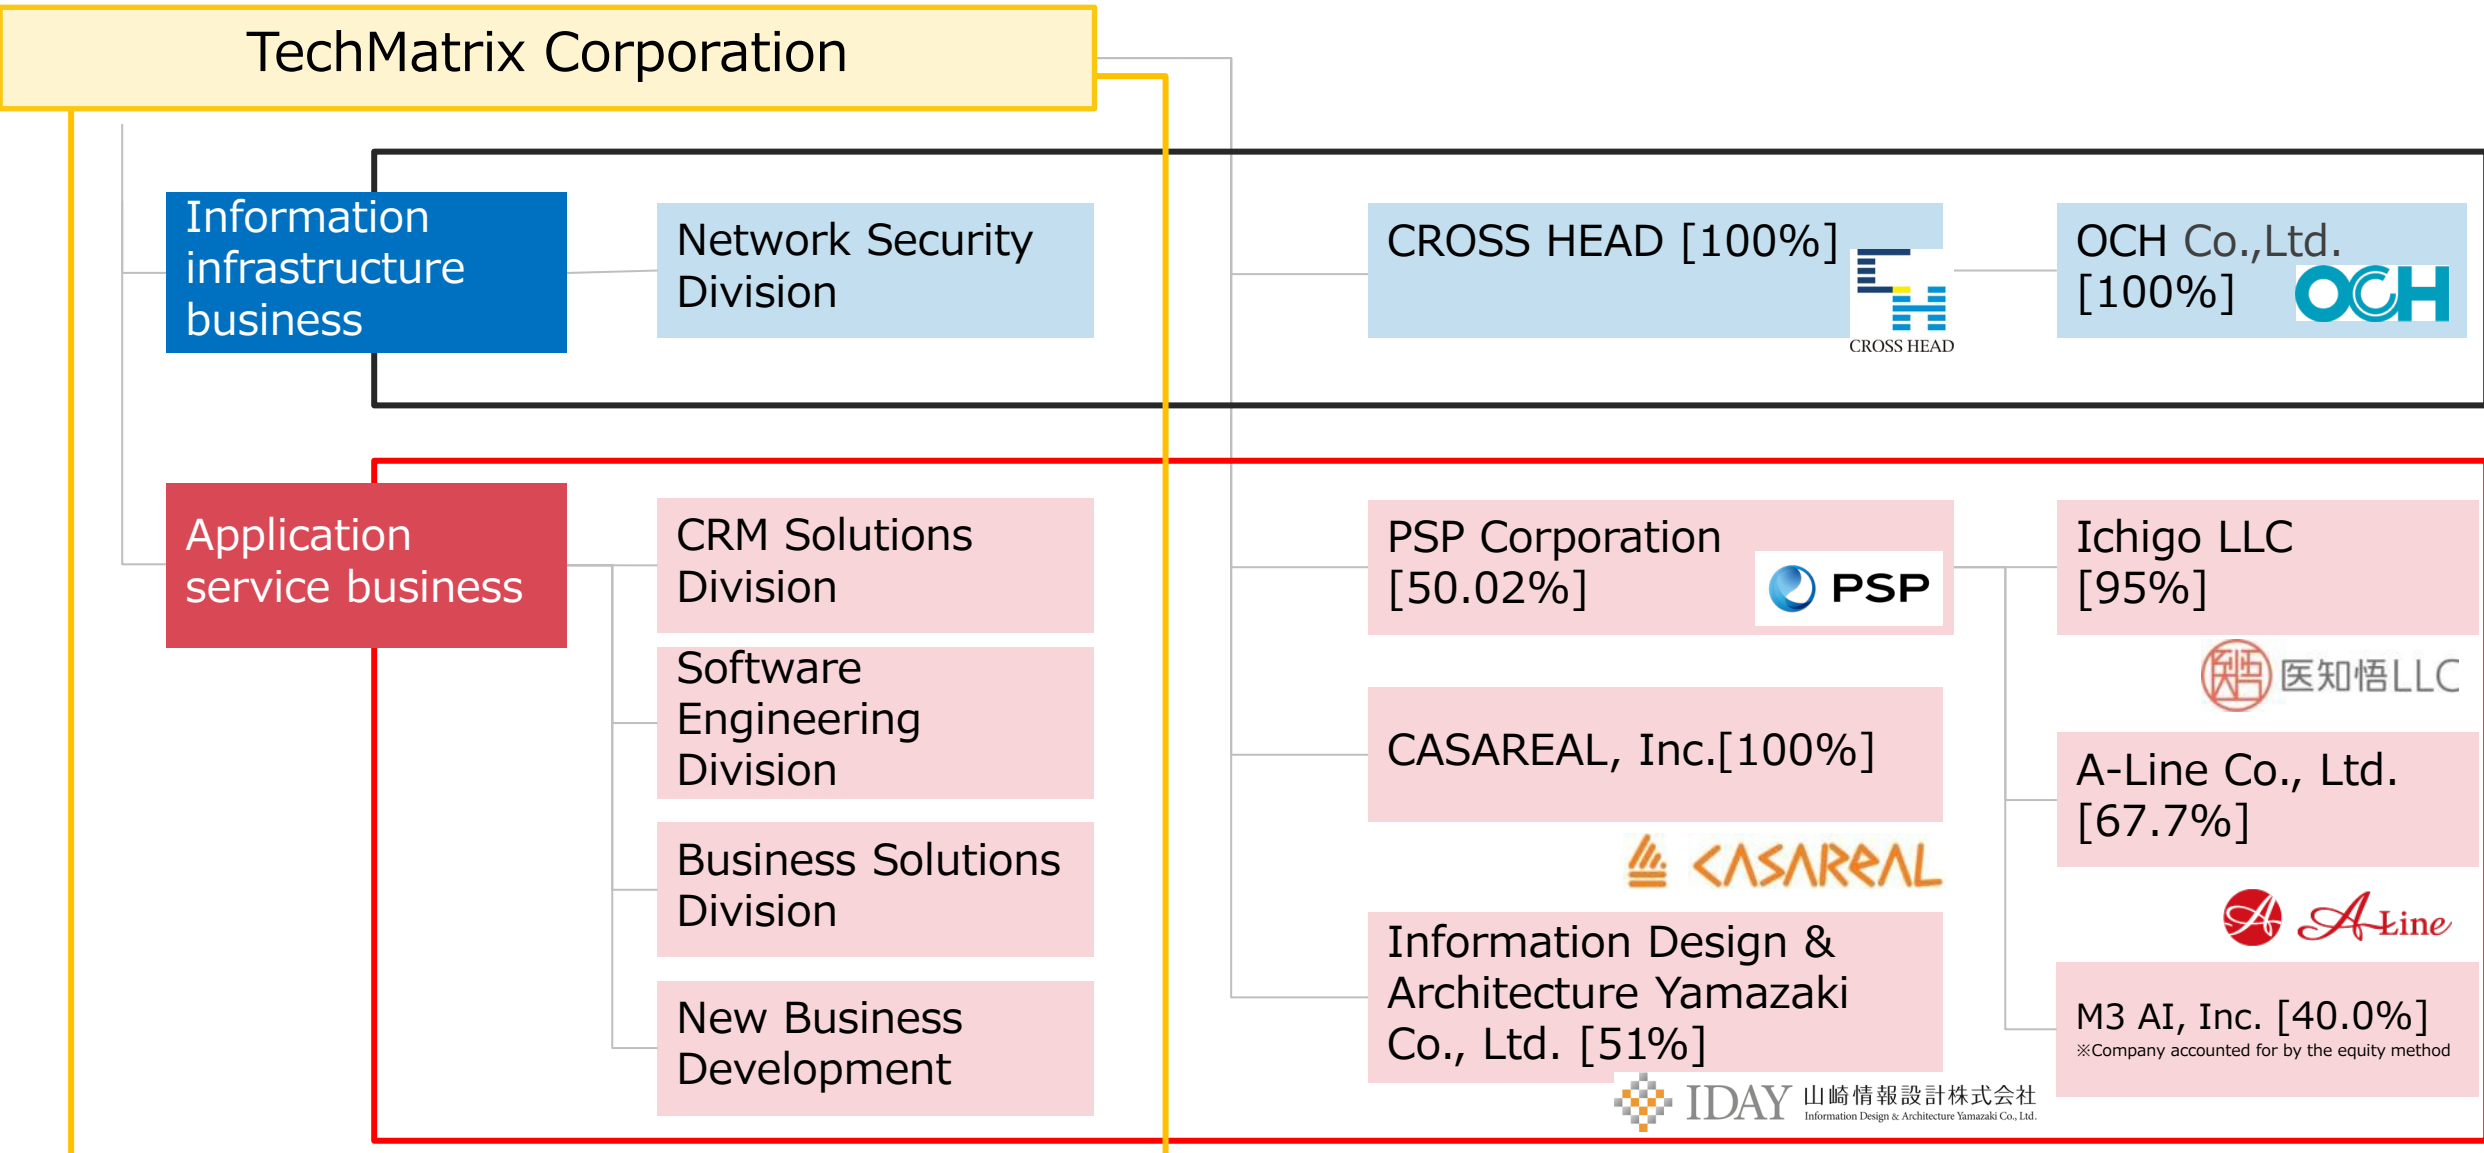 TechMatrix Corporation
Information
infrastructure
business
Network Security
Division
CROSS HEAD [100%]
CROSS HEAD
OCH Co.,Ltd.
[100%]
OCH
Application
service business
CRM Solutions
Division
Software
Engineering
Division
Business Solutions
Division
New Business
Development
PSP Corporation
[50.02%]
PSP
CASAREAL, Inc.[100%]
CASAREAL
Information Design &
Architecture Yamazaki
Co., Ltd. [51%]
IDAY 山崎情報設計株式会社
Information Design & Architecture Yamazaki Co., Ltd.
Ichigo LLC
[95%]
医知悟LLC
A-Line Co., Ltd.
[67.7%]
A A-Line
M3 AI, Inc. [40.0%]
※Company accounted for by the equity method